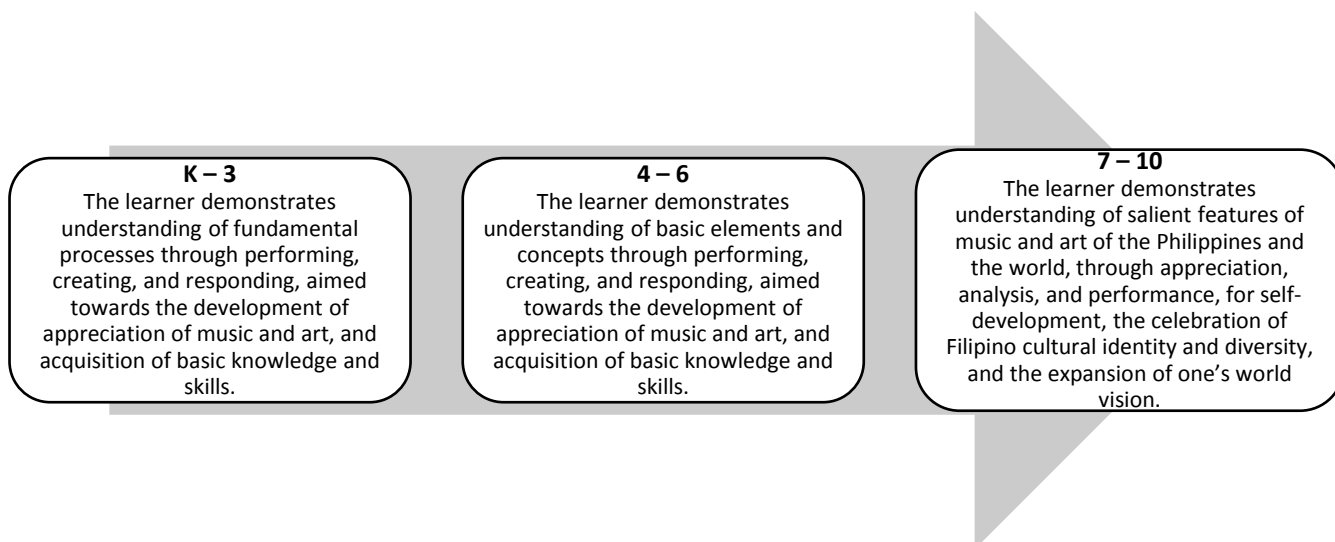 K – 3
The learner demonstrates
understanding of fundamental
processes through performing,
creating, and responding, aimed
towards the development of
appreciation of music and art, and
acquisition of basic knowledge and
skills.
4 – 6
The learner demonstrates
understanding of basic elements and
concepts through performing,
creating, and responding, aimed
towards the development of
appreciation of music and art, and
acquisition of basic knowledge and
skills.
7 – 10
The learner demonstrates
understanding of salient features of
music and art of the Philippines and
the world, through appreciation,
analysis, and performance, for self-
development, the celebration of
Filipino cultural identity and diversity,
and the expansion of one’s world
vision.